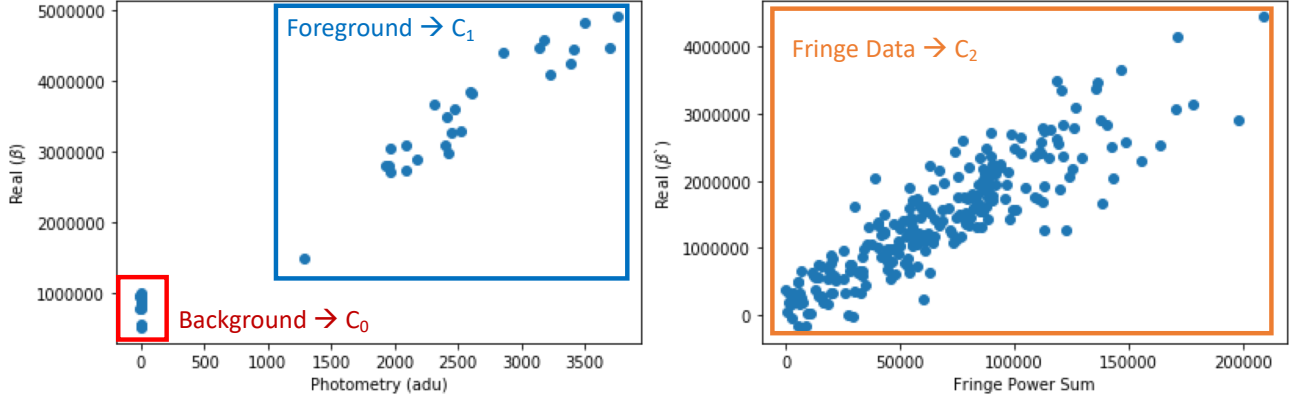 Foreground → C₁
Background → C₀
5000000
4000000
3000000
2000000
1000000
Real (β)
0 500 1000 1500 2000 2500 3000 3500
Photometry (adu)
Fringe Data → C₂
4000000
3000000
2000000
1000000
0
Real (β`)
0 50000 100000 150000 200000
Fringe Power Sum